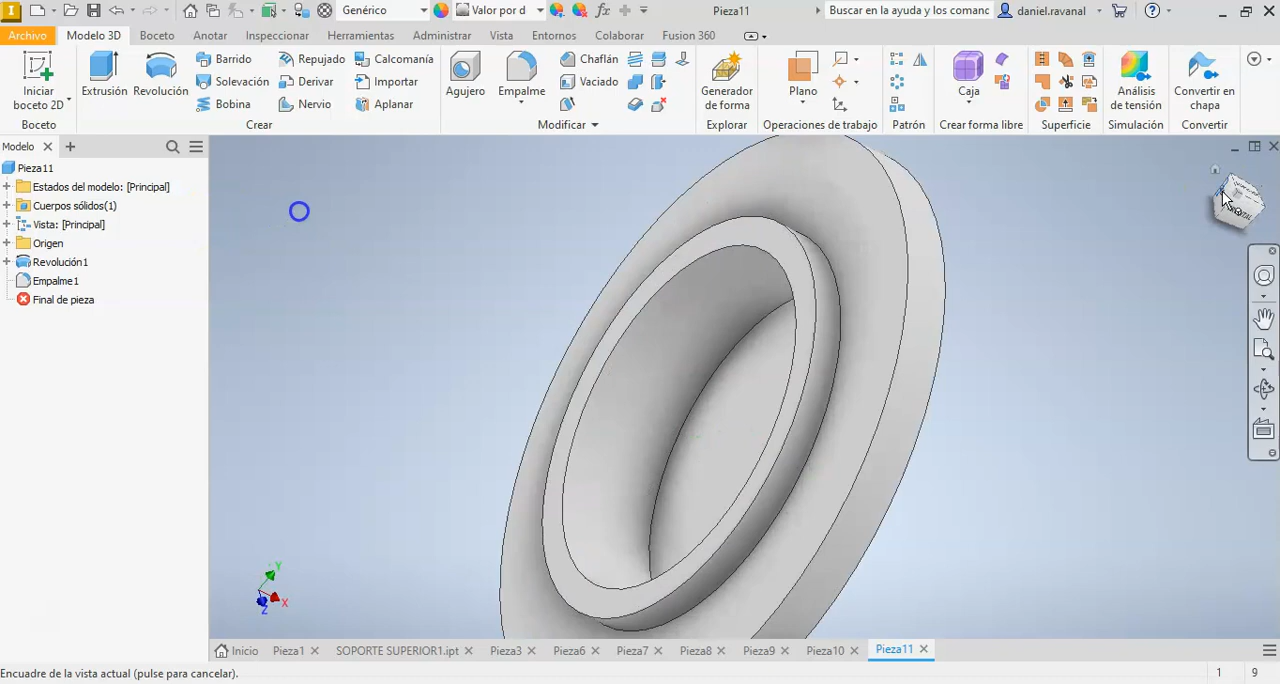 Genérico
Valor por d
Pieza11
Buscar en la ayuda y los comanc
daniel.ravanal
Archivo Modelo 3D Boceto Anotar Inspeccionar Herramientas Administrar Vista Entornos Colaborar Fusion 360
Iniciar
boceto 2D
Boceto
Extrusión
Revolución
Barrido
Solevación
Bobina
Repujado
Derivar
Nervio
Calcomanía
Importar
Aplanar
Crear
Agujero
Empalme
Chaflán
Vaciado
Modificar
Generador
de forma
Explorar
Plano
Operaciones de trabajo
Patrón
Caja
Crear forma libre
Superficie
Análisis
de tensión
Simulación
Convertir en
chapa
Convertir
Modelo
Pieza11
Estados del modelo: [Principal]
Cuerpos sólidos(1)
Vista: [Principal]
Origen
Revolución1
Empalme1
Final de pieza
Y
X
Z
Inicio Pieza1 SOPORTE SUPERIOR1.ipt Pieza3 Pieza6 Pieza7 Pieza8 Pieza9 Pieza10 Pieza11
Encuadre de la vista actual (pulse para cancelar).
1 9